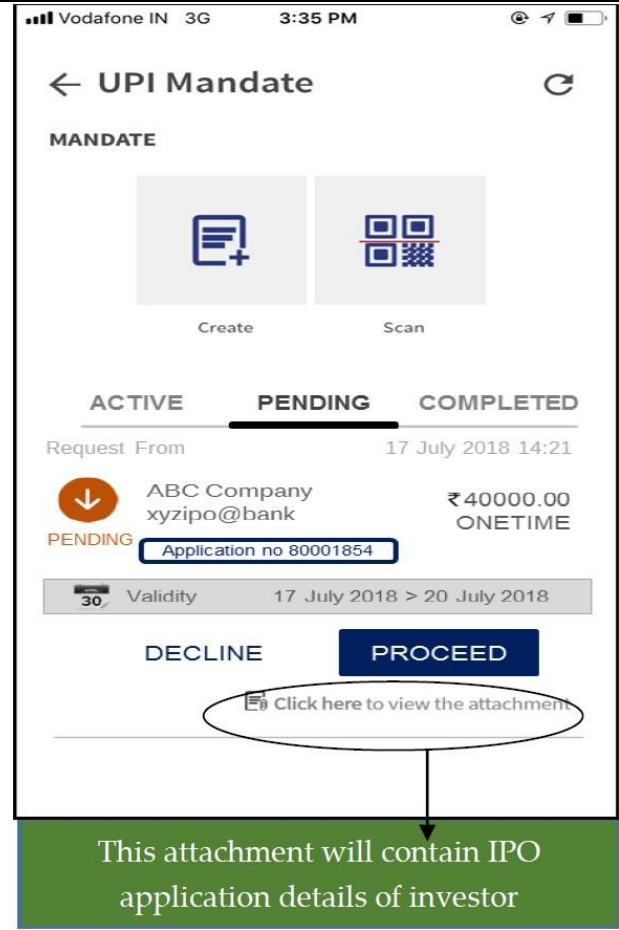 Vodafone IN 3G 3:35 PM
← UPI Mandate
MANDATE
Create Scan
ACTIVE PENDING COMPLETED
Request From 17 July 2018 14:21
ABC Company ₹40000.00
xyzipo@bank ONETIME
PENDING
Application no 80001854
30 Validity 17 July 2018 > 20 July 2018
DECLINE PROCEED
Click here to view the attachment
This attachment will contain IPO
application details of investor